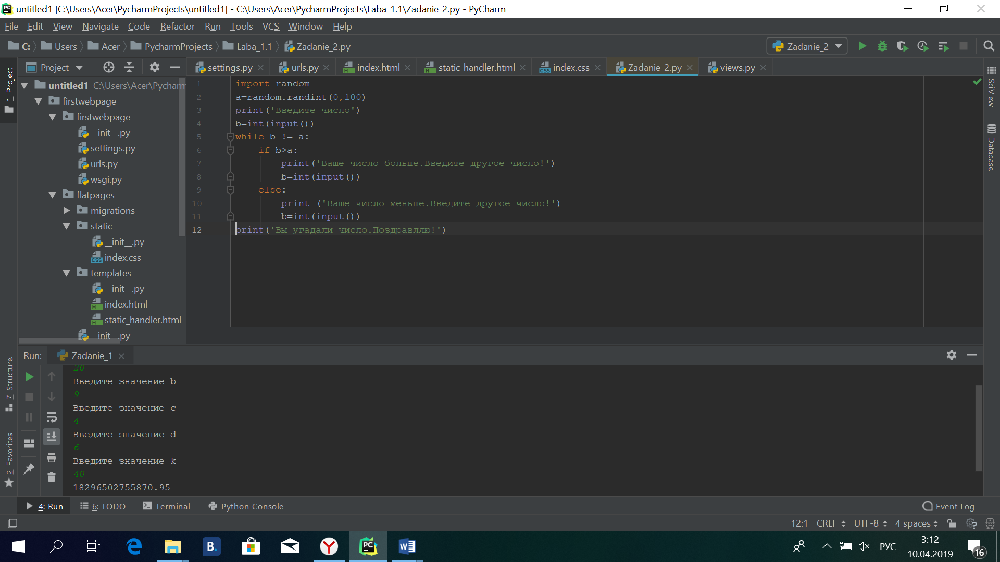 untitled1 [C:\Users\Acer\PycharmProjects\untitled1] - C:\Users\Acer\PycharmProjects\Laba_1.1\Zadanie_2.py - PyCharm
File Edit View Navigate Code Refactor Run Tools VCS Window Help
C: Users Acer PycharmProjects Laba_1.1 Zadanie_2.py Zadanie_2
Project settings.py urls.py index.html static_handler.html index.css Zadanie_2.py views.py
1: Project
untitled1 C:\Users\Acer\Pycharm
firstwebpage
firstwebpage
__init__.py
settings.py
urls.py
wsgi.py
flatpages
migrations
static
__init__.py
index.css
templates
__init__.py
index.html
static_handler.html
__init__.py
1 import random
2 a=random.randint(0,100)
3 print('Введите число')
4 b=int(input())
5 while b != a:
6 if b>a:
7 print('Ваше число больше.Введите другое число!')
8 b=int(input())
9 else:
10 print ('Ваше число меньше.Введите другое число!')
11 b=int(input())
12 print('Вы угадали число.Поздравляю!')
SciView
Database
7: Structure
2: Favorites
Run: Zadanie_1
20
Введите значение b
9
Введите значение c
4
Введите значение d
6
Введите значение k
40
18296502755870.95
4: Run 6: TODO Terminal Python Console Event Log
12:1 CRLF UTF-8 4 spaces
B. PC РУС 3:12
10.04.2019 16